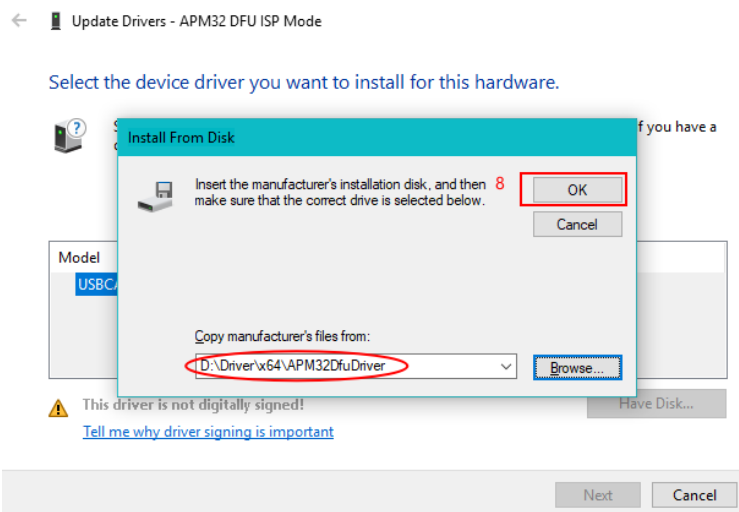 Update Drivers - APM32 DFU ISP Mode
Select the device driver you want to install for this hardware.
f you have a
Install From Disk
Insert the manufacturer's installation disk, and then 8
make sure that the correct drive is selected below.
OK
Cancel
Model
USBCA
Copy manufacturer's files from:
D:\Driver\x64\APM32DfuDriver
Browse...
This driver is not digitally signed!
Have Disk...
Tell me why driver signing is important
Next
Cancel